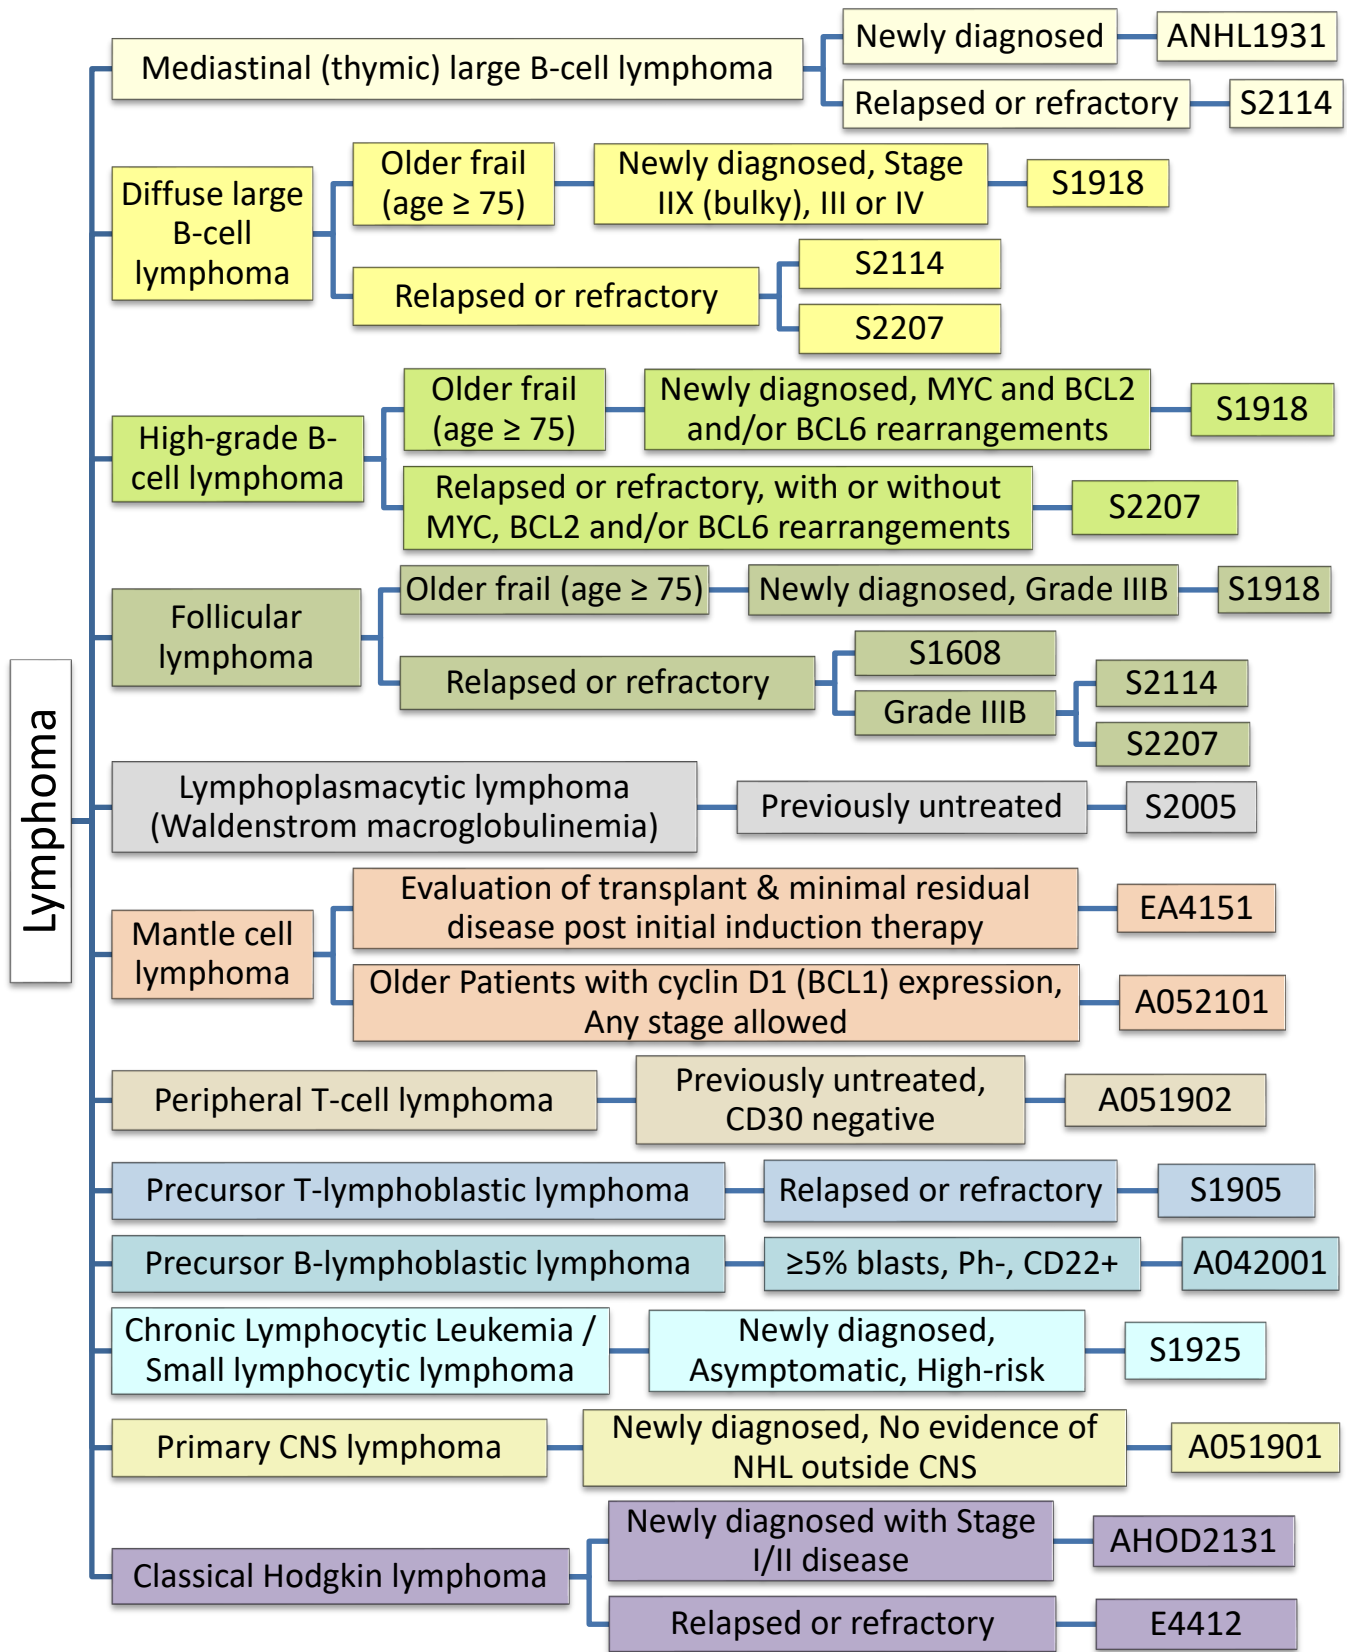 Lymphoma
Mediastinal (thymic) large B-cell lymphoma
Newly diagnosed
ANHL1931
Relapsed or refractory
S2114
Diffuse large
B-cell
lymphoma
Older frail
(age ≥ 75)
Newly diagnosed, Stage
IIX (bulky), III or IV
S1918
Relapsed or refractory
S2114
S2207
High-grade B-
cell lymphoma
Older frail
(age ≥ 75)
Newly diagnosed, MYC and BCL2
and/or BCL6 rearrangements
S1918
Relapsed or refractory, with or without
MYC, BCL2 and/or BCL6 rearrangements
S2207
Follicular
lymphoma
Older frail (age ≥ 75)
Newly diagnosed, Grade IIIB
S1918
Relapsed or refractory
S1608
Grade IIIB
S2114
S2207
Lymphoplasmacytic lymphoma
(Waldenstrom macroglobulinemia)
Previously untreated
S2005
Mantle cell
lymphoma
Evaluation of transplant & minimal residual
disease post initial induction therapy
EA4151
Older Patients with cyclin D1 (BCL1) expression,
Any stage allowed
A052101
Peripheral T-cell lymphoma
Previously untreated,
CD30 negative
A051902
Precursor T-lymphoblastic lymphoma
Relapsed or refractory
S1905
Precursor B-lymphoblastic lymphoma
≥5% blasts, Ph-, CD22+
A042001
Chronic Lymphocytic Leukemia /
Small lymphocytic lymphoma
Newly diagnosed,
Asymptomatic, High-risk
S1925
Primary CNS lymphoma
Newly diagnosed, No evidence of
NHL outside CNS
A051901
Classical Hodgkin lymphoma
Newly diagnosed with Stage
I/II disease
AHOD2131
Relapsed or refractory
E4412